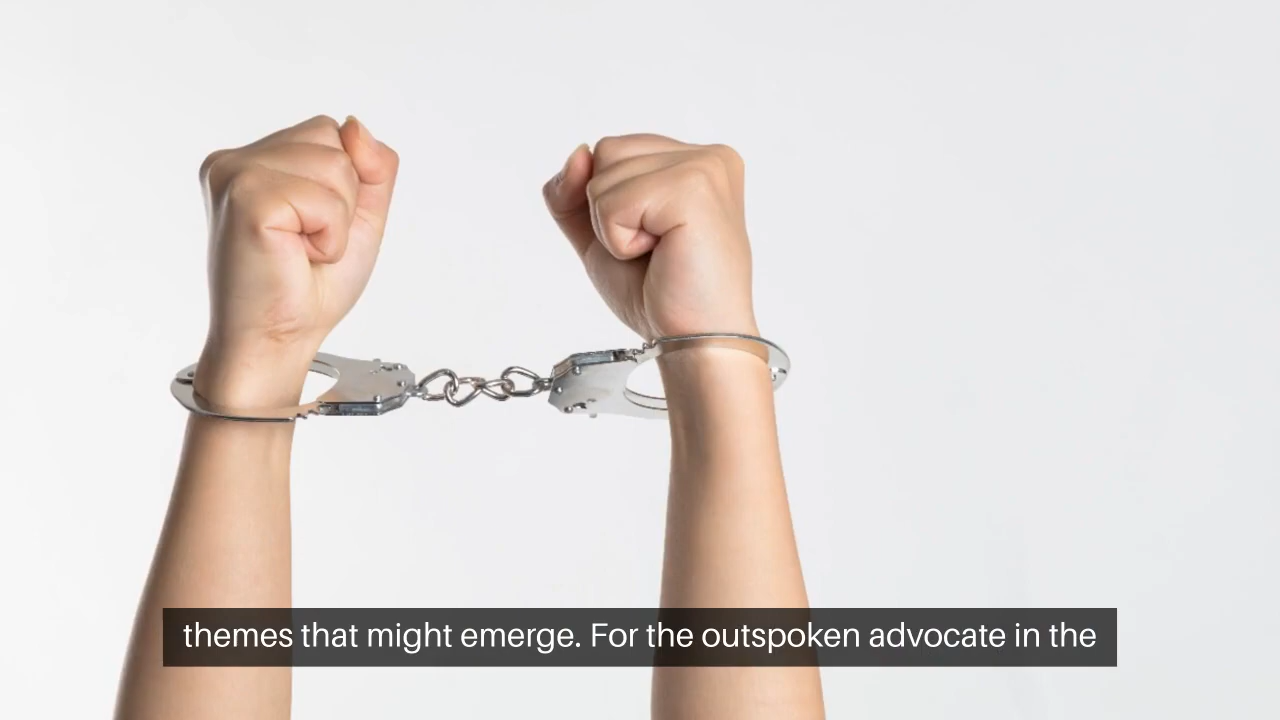 themes that might emerge. For the outspoken advocate in the